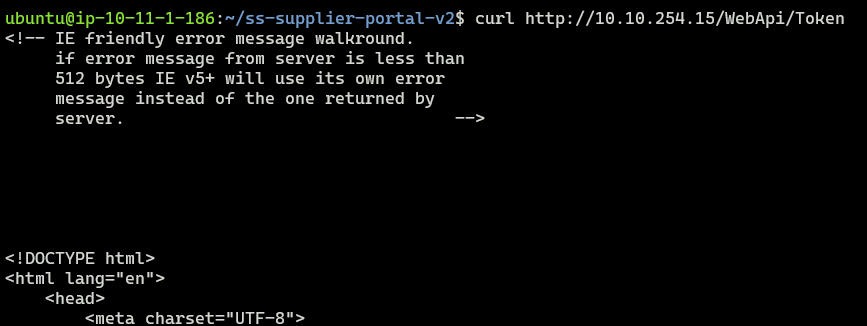 ubuntu@ip-10-11-1-186:~/ss-supplier-portal-v2$ curl http://10.10.254.15/WebApi/Token
<!-- IE friendly error message walkround.
     if error message from server is less than
     512 bytes IE v5+ will use its own error
     message instead of the one returned by
     server.                                 -->
<!DOCTYPE html>
<html lang="en">
    <head>
        <meta charset="UTF-8">